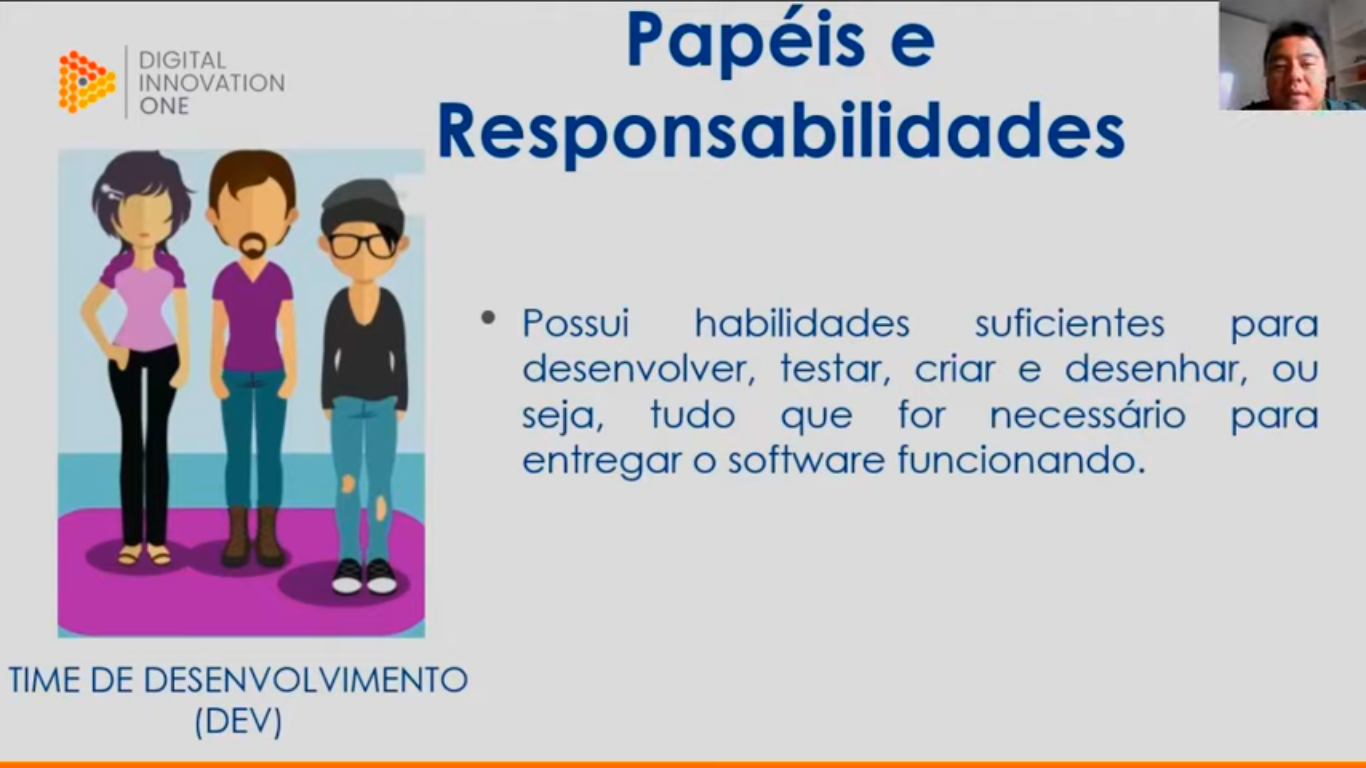 Papéis e
Responsabilidades
DIGITAL
INNOVATION
ONE
Possui habilidades suficientes para
desenvolver, testar, criar e desenhar, ou
seja, tudo que for necessário para
entregar o software funcionando.
TIME DE DESENVOLVIMENTO
(DEV)